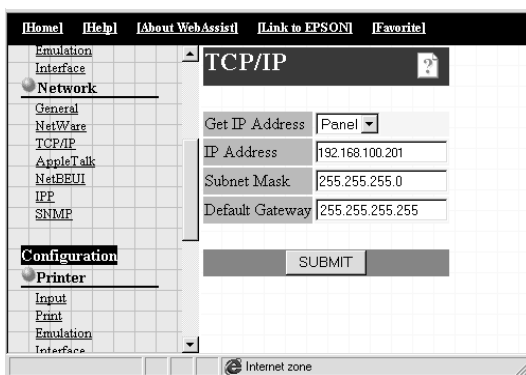 [Home] [Help] [About WebAssist] [Link to EPSON] [Favorite]
Emulation
Interface
Network
General
NetWare
TCP/IP
AppleTalk
NetBEUI
IPP
SNMP
Configuration
Printer
Input
Print
Emulation
Interface
TCP/IP
?
Get IP Address Panel
IP Address 192.168.100.201
Subnet Mask 255.255.255.0
Default Gateway 255.255.255.255
SUBMIT
Internet zone